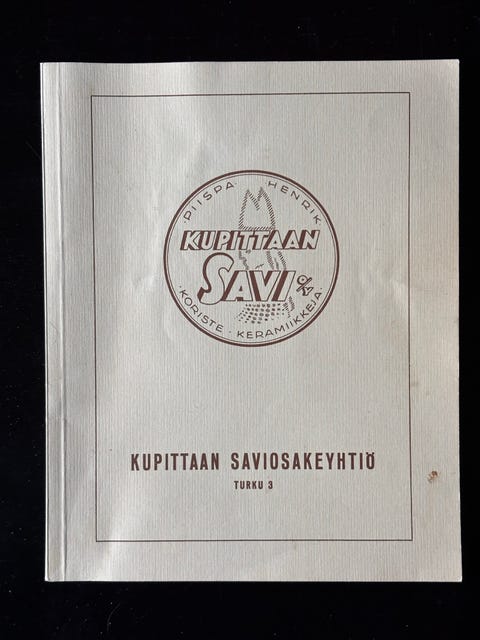 · PIISPA · HENRIK ·
KUPITTAAN
SAVI O/Y
KORISTE · KERAMIIKKEJA
KUPITTAAN SAVIOSAKEYHTIÖ
TURKU 3